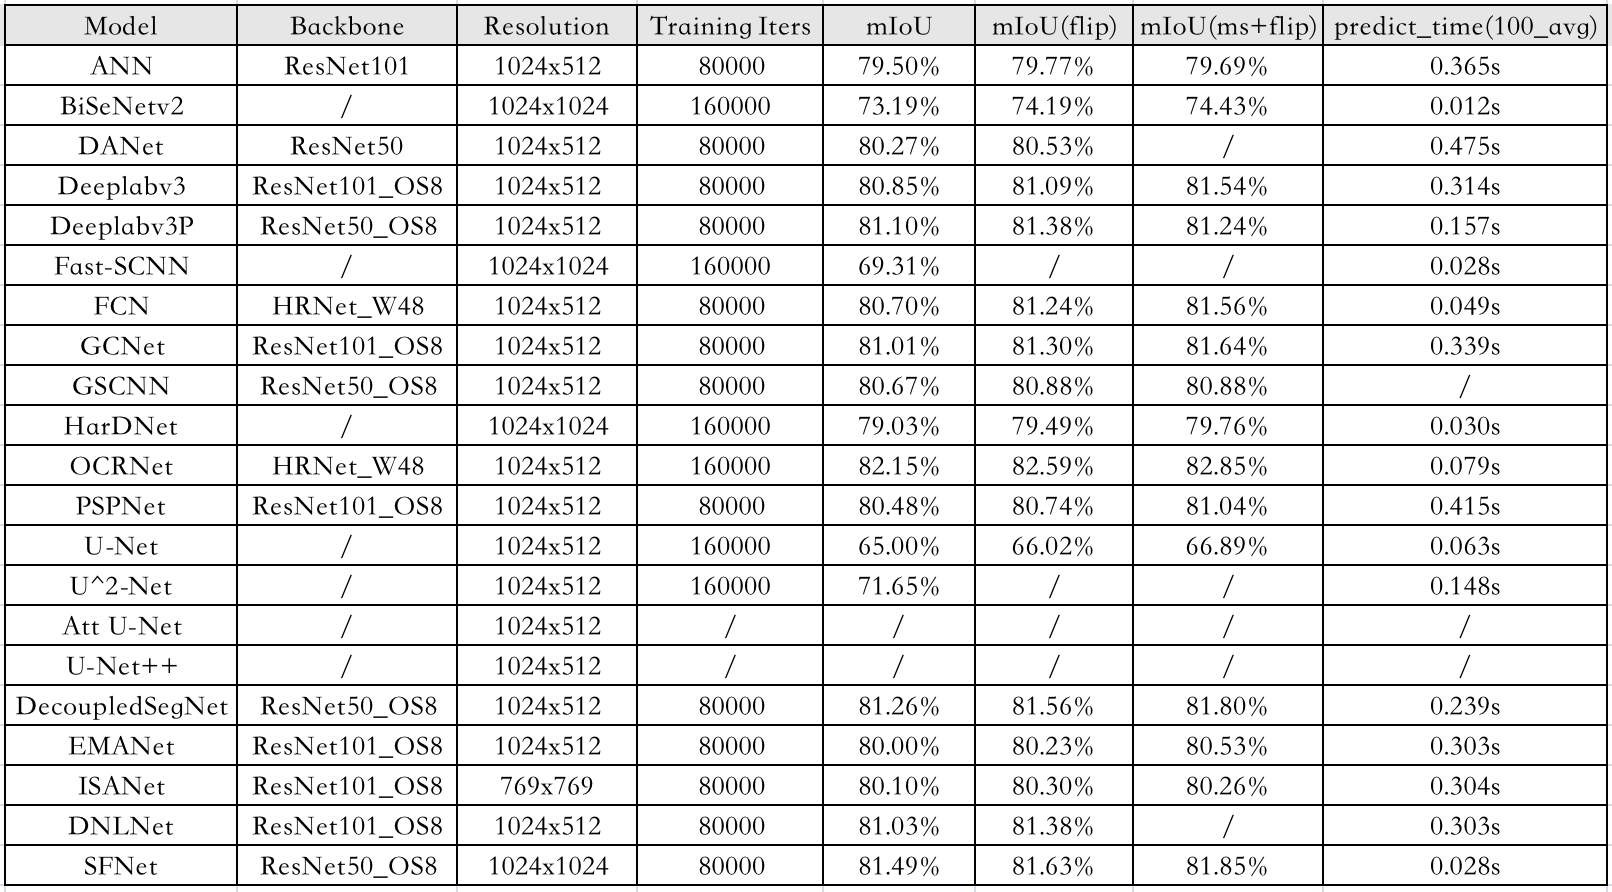 Model Backbone Resolution Training Iters mIoU mIoU(flip) mIoU(ms+flip) predict_time(100_avg)
ANN ResNet101 1024x512 80000 79.50% 79.77% 79.69% 0.365s
BiSeNetv2 / 1024x1024 160000 73.19% 74.19% 74.43% 0.012s
DANet ResNet50 1024x512 80000 80.27% 80.53% / 0.475s
Deeplabv3 ResNet101_OS8 1024x512 80000 80.85% 81.09% 81.54% 0.314s
Deeplabv3P ResNet50_OS8 1024x512 80000 81.10% 81.38% 81.24% 0.157s
Fast-SCNN / 1024x1024 160000 69.31% / / 0.028s
FCN HRNet_W48 1024x512 80000 80.70% 81.24% 81.56% 0.049s
GCNet ResNet101_OS8 1024x512 80000 81.01% 81.30% 81.64% 0.339s
GSCNN ResNet50_OS8 1024x512 80000 80.67% 80.88% 80.88% /
HarDNet / 1024x1024 160000 79.03% 79.49% 79.76% 0.030s
OCRNet HRNet_W48 1024x512 160000 82.15% 82.59% 82.85% 0.079s
PSPNet ResNet101_OS8 1024x512 80000 80.48% 80.74% 81.04% 0.415s
U-Net / 1024x512 160000 65.00% 66.02% 66.89% 0.063s
U^2-Net / 1024x512 160000 71.65% / / 0.148s
Att U-Net / 1024x512 / / / / /
U-Net++ / 1024x512 / / / / /
DecoupledSegNet ResNet50_OS8 1024x512 80000 81.26% 81.56% 81.80% 0.239s
EMANet ResNet101_OS8 1024x512 80000 80.00% 80.23% 80.53% 0.303s
ISANet ResNet101_OS8 769x769 80000 80.10% 80.30% 80.26% 0.304s
DNLNet ResNet101_OS8 1024x512 80000 81.03% 81.38% / 0.303s
SFNet ResNet50_OS8 1024x1024 80000 81.49% 81.63% 81.85% 0.028s